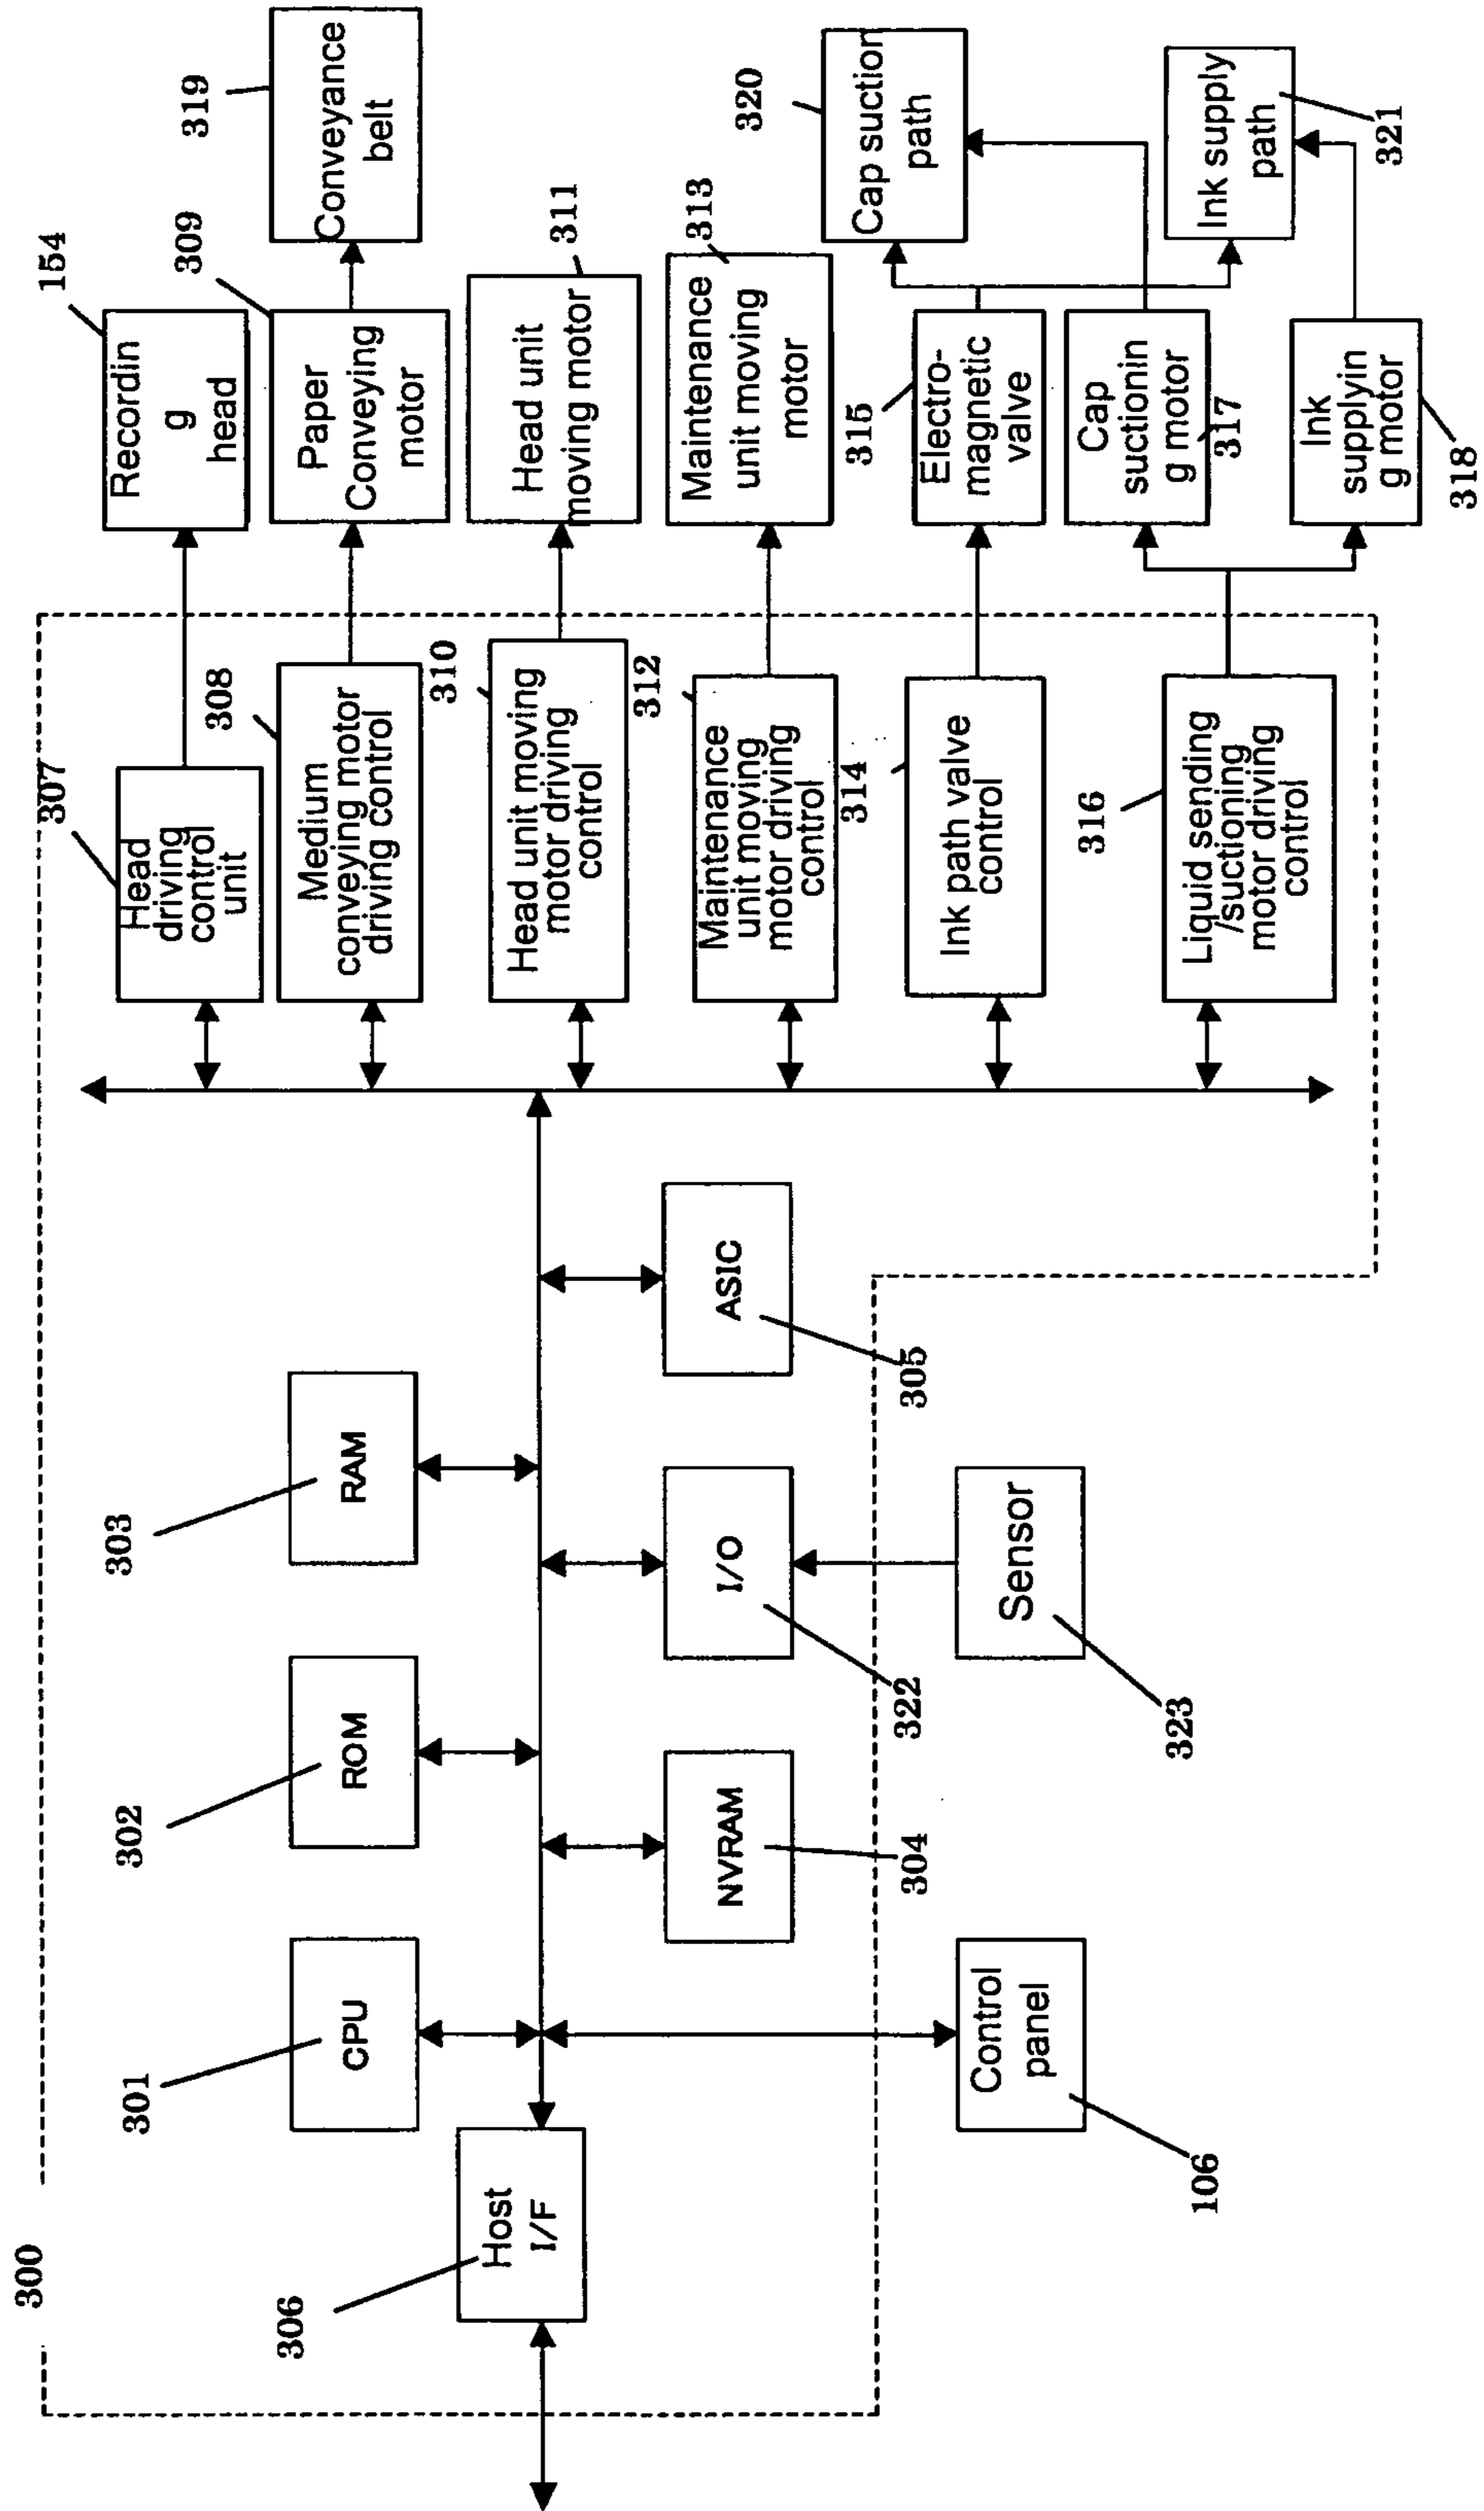 300
306
Host
I/F
301
CPU
302
ROM
303
RAM
NVRAM
304
I/O
322
ASIC
305
Control
panel
106
Sensor
323
307
Head
driving
control
unit
308
Medium
conveying motor
driving control
310
Head unit moving
motor driving
control
312
Maintenance
unit moving
motor driving
control
314
Ink path valve
control
316
Liquid sending
/suctioning
motor driving
control
154
Recordin
g
head
309
Paper
Conveying
motor
319
Conveyance
belt
311
Head unit
moving motor
313
Maintenance
unit moving
motor
315
Electro-
magnetic
valve
Cap
suctionin
g motor
317
Ink
supplyin
g motor
318
320
Cap suction
path
Ink supply
path
321